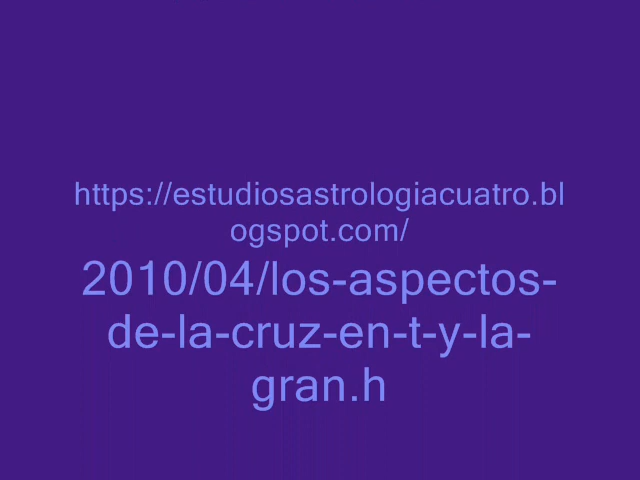 https://estudiosastrologiacuatro.bl
ogspot.com/
2010/04/los-aspectos-
de-la-cruz-en-t-y-la-
gran.h